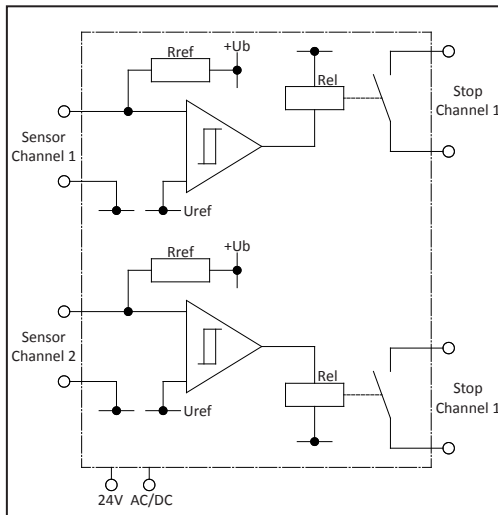 Rref
+Ub
Rel
Stop
Channel 1
Sensor
Channel 1
Uref
Rref
+Ub
Sensor
Channel 2
Uref
Rel
Stop
Channel 1
24V AC/DC